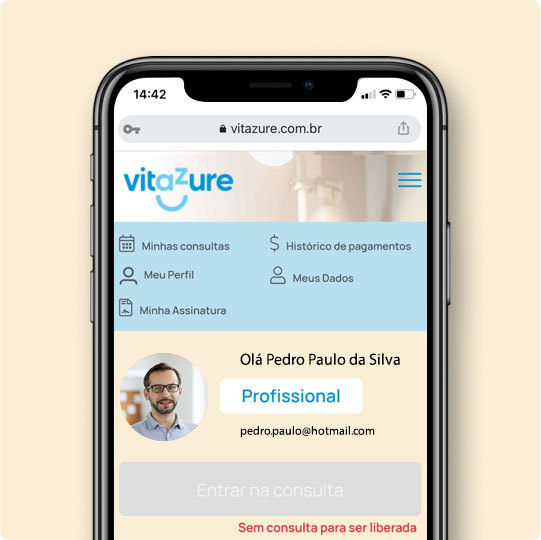 14:42
vitazure.com.br
vitazure
Minhas consultas
Histórico de pagamentos
Meu Perfil
Meus Dados
Minha Assinatura
Olá Pedro Paulo da Silva
Profissional
pedro.paulo@hotmail.com
Entrar na consulta
Sem consulta para ser liberada